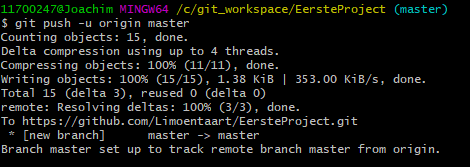 11700247@Joachim MINGW64 /c/git_workspace/EersteProject (master)
$ git push -u origin master
Counting objects: 15, done.
Delta compression using up to 4 threads.
Compressing objects: 100% (11/11), done.
Writing objects: 100% (15/15), 1.38 KiB | 353.00 KiB/s, done.
Total 15 (delta 3), reused 0 (delta 0)
remote: Resolving deltas: 100% (3/3), done.
To https://github.com/Limoentaart/EersteProject.git
 * [new branch]      master -> master
Branch master set up to track remote branch master from origin.